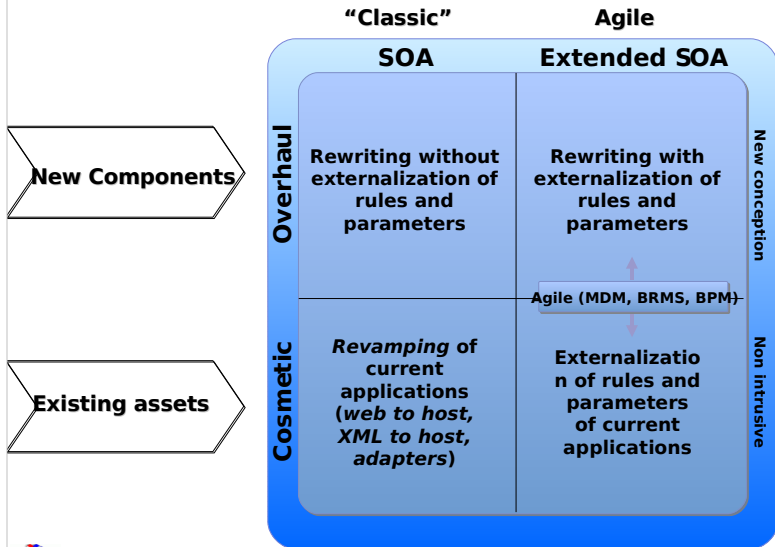 “Classic”
Agile
SOA
Extended SOA
New Components
Overhaul
Rewriting without
externalization of
rules and
parameters
Rewriting with
externalization of
rules and
parameters
New conception
Agile (MDM, BRMS, BPM)
Existing assets
Cosmetic
Revamping of
current
applications
(web to host,
XML to host,
adapters)
Externalizatio
n of rules and
parameters
of current
applications
Non intrusive